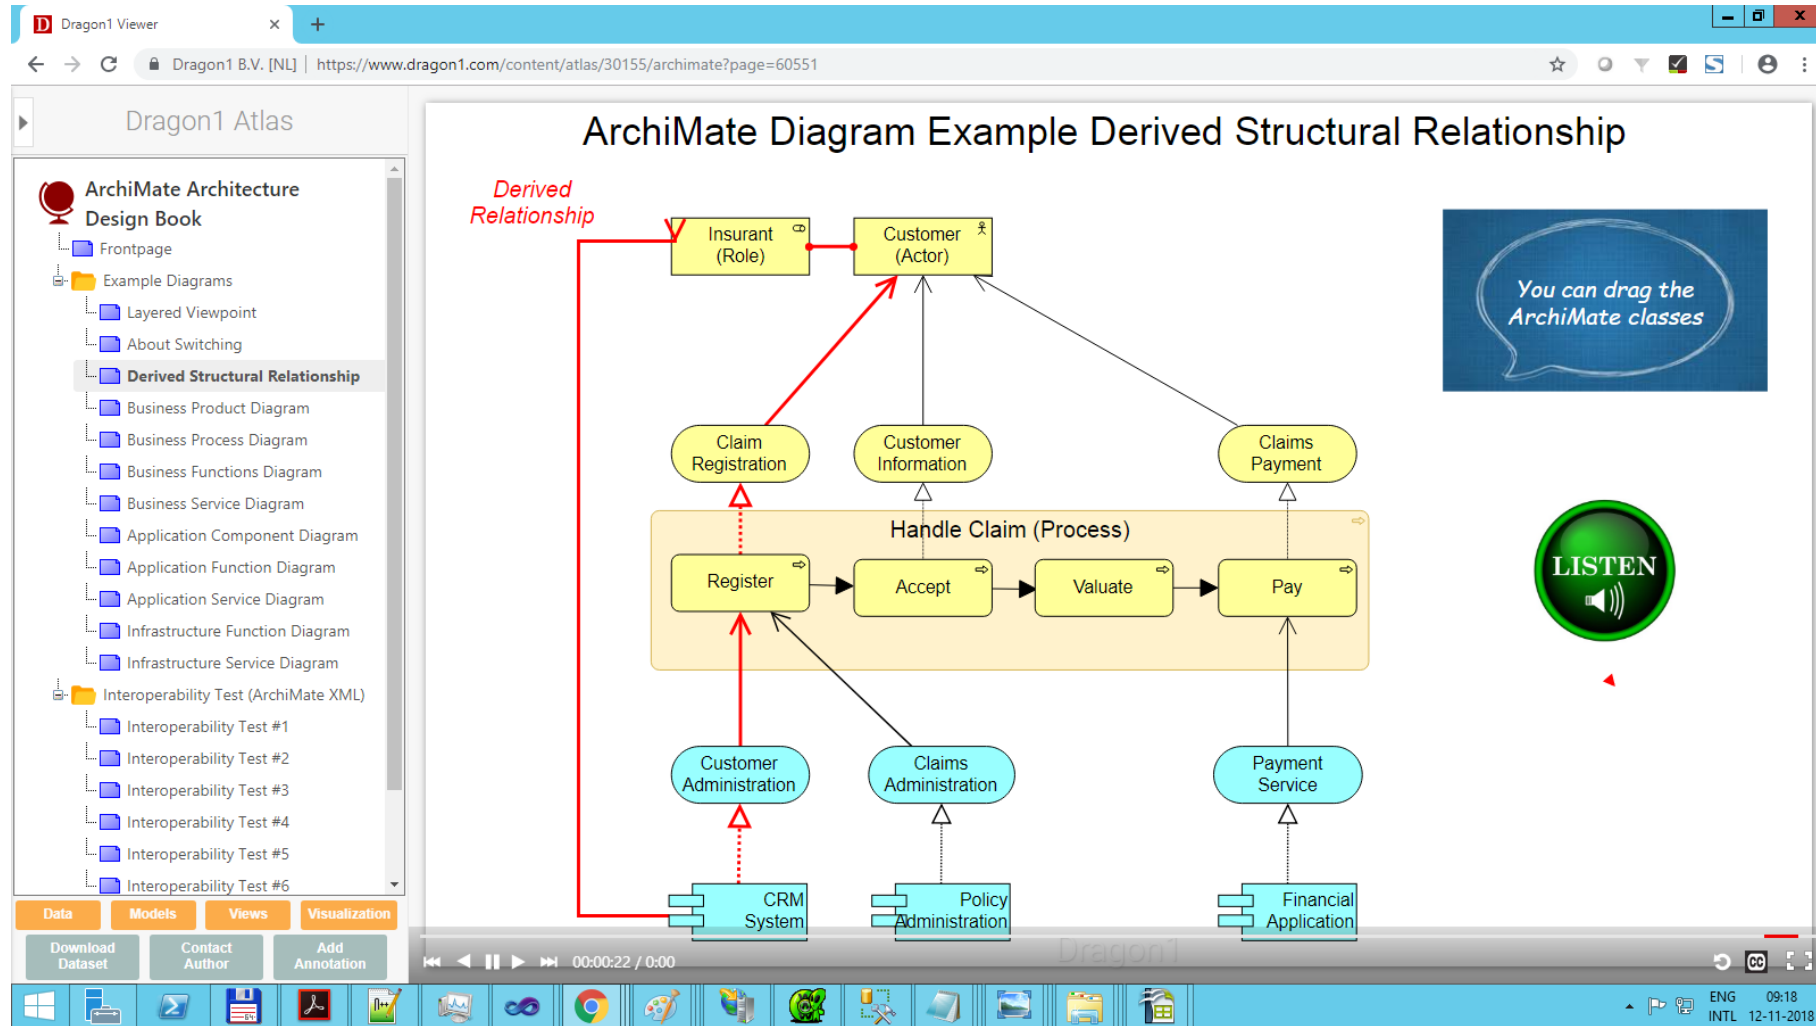 Dragon1 Viewer
Dragon1 B.V. [NL] | https://www.dragon1.com/content/atlas/30155/archimate?page=60551
Dragon1 Atlas
ArchiMate Architecture
Design Book
Frontpage
Example Diagrams
Layered Viewpoint
About Switching
Derived Structural Relationship
Business Product Diagram
Business Process Diagram
Business Functions Diagram
Business Service Diagram
Application Component Diagram
Application Function Diagram
Application Service Diagram
Infrastructure Function Diagram
Infrastructure Service Diagram
Interoperability Test (ArchiMate XML)
Interoperability Test #1
Interoperability Test #2
Interoperability Test #3
Interoperability Test #4
Interoperability Test #5
Interoperability Test #6
Data Models Views Visualization
Download
Dataset
Contact
Author
Add
Annotation
ArchiMate Diagram Example Derived Structural Relationship
Derived
Relationship
Insurant
(Role)
Customer
(Actor)
You can drag the
ArchiMate classes
Claim
Registration
Customer
Information
Claims
Payment
Handle Claim (Process)
Register
Accept
Valuate
Pay
LISTEN
Customer
Administration
Claims
Administration
Payment
Service
CRM
System
Policy
Administration
Financial
Application
Dragon1
00:00:22 / 0:00
CC
ENG
INTL
09:18
12-11-2018